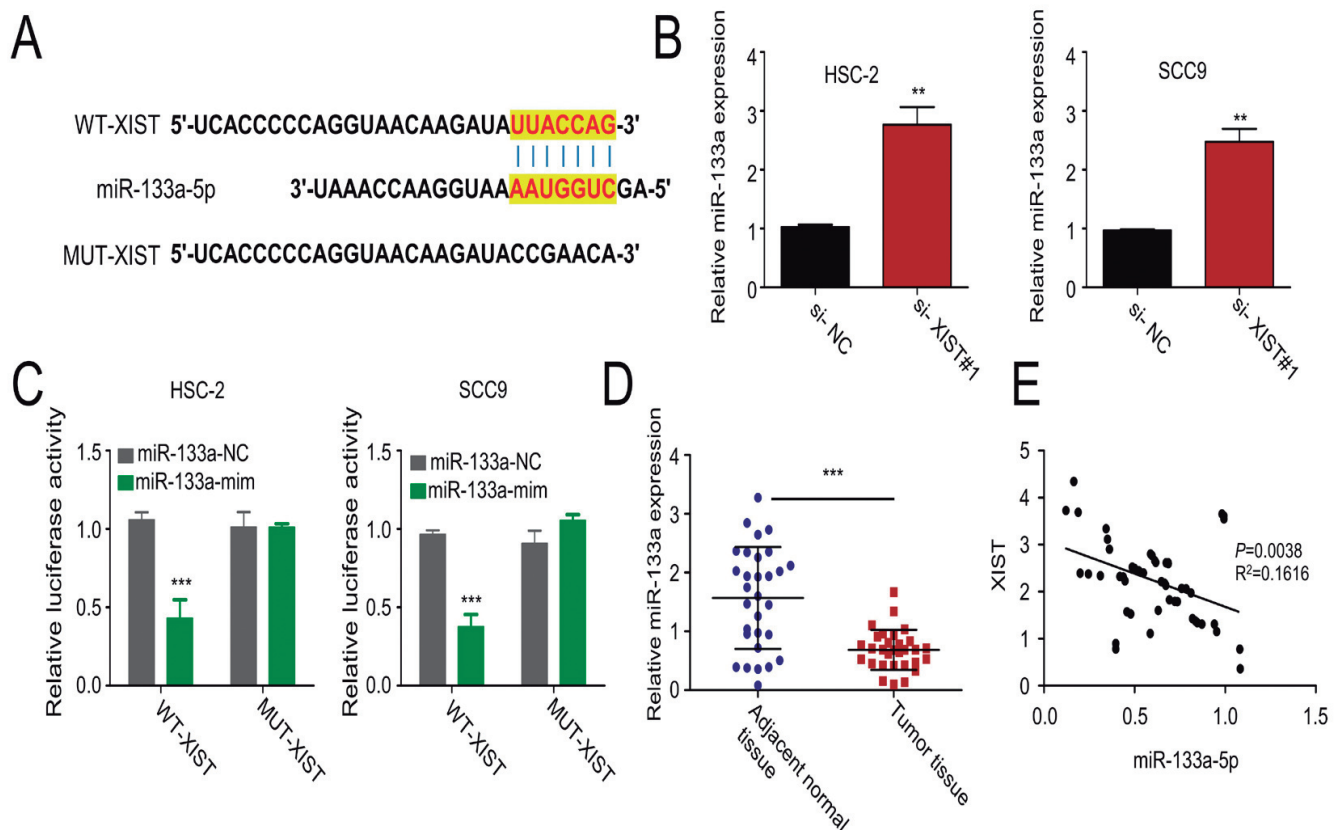 A
WT-XIST 5'-UCACCCCCAGGUAACAAGAUAUUACCAG-3'
miR-133a-5p 3'-UAAACCAAGGUAAAAUGGUCGA-5'
MUT-XIST 5'-UCACCCCCAGGUAACAAGAUACCGAACA-3'
B
Relative miR-133a expression
HSC-2
4
3
2
1
0
**
si- NC
si- XIST#1
Relative miR-133a expression
SCC9
4
3
2
1
0
**
si- NC
si- XIST#1
C
HSC-2
Relative luciferase activity
1.5
1.0
0.5
0.0
miR-133a-NC
miR-133a-mim
***
WT-XIST
MUT-XIST
SCC9
Relative luciferase activity
1.5
1.0
0.5
0.0
miR-133a-NC
miR-133a-mim
***
WT-XIST
MUT-XIST
D
Relative miR-133a expression
4
3
2
1
0
***
Adjacent normal
tissue
Tumor tissue
E
XIST
5
4
3
2
1
0
P=0.0038
R²=0.1616
0.0
0.5
1.0
1.5
miR-133a-5p